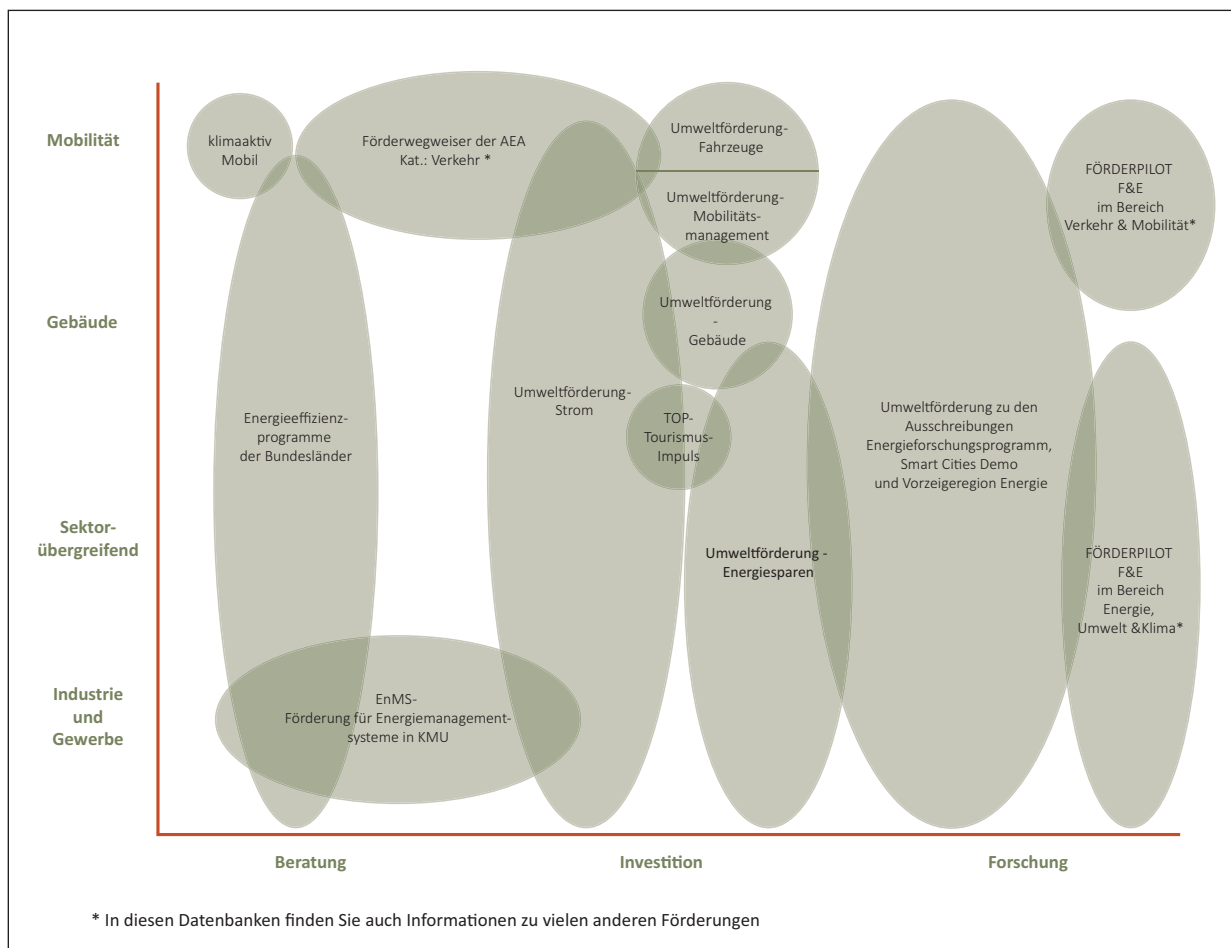 Mobilität
klimaaktiv
Mobil
Förderwegweiser der AEA
Kat.: Verkehr *
Umweltförderung-
Fahrzeuge
Umweltförderung-
Mobilitäts-
management
FÖRDERPILOT
F&E
im Bereich
Verkehr & Mobilität*
Gebäude
Umweltförderung
-
Gebäude
Energieeffizienz-
programme
der Bundesländer
Umweltförderung-
Strom
TOP-
Tourismus-
Impuls
Umweltförderung zu den
Ausschreibungen
Energieforschungsprogramm,
Smart Cities Demo
und Vorzeigeregion Energie
Sektor-
übergreifend
Umweltförderung -
Energiesparen
FÖRDERPILOT
F&E
im Bereich
Energie,
Umwelt &Klima*
Industrie
und
Gewerbe
EnMS-
Förderung für Energiemanagement-
systeme in KMU
Beratung
Investition
Forschung
* In diesen Datenbanken finden Sie auch Informationen zu vielen anderen Förderungen